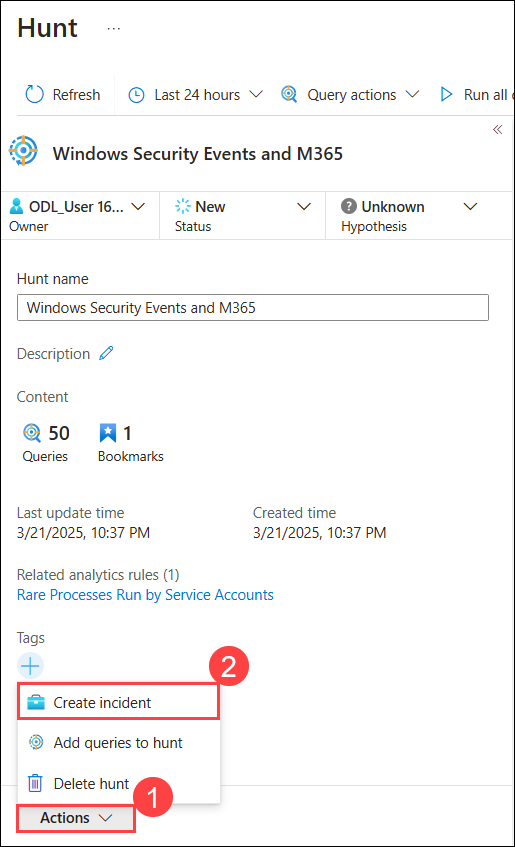 Hunt ...
Refresh Last 24 hours Query actions Run all
«
Windows Security Events and M365
ODL_User 16... New Unknown
Owner Status Hypothesis
Hunt name
Windows Security Events and M365
Description
Content
50 1
Queries Bookmarks
Last update time Created time
3/21/2025, 10:37 PM 3/21/2025, 10:37 PM
Related analytics rules (1)
Rare Processes Run by Service Accounts
Tags
2
Create incident
Add queries to hunt
Delete hunt
1
Actions